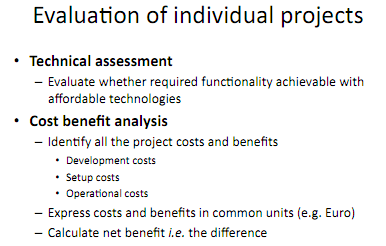 Evaluation of individual projects
• Technical assessment
– Evaluate whether required functionality achievable with
affordable technologies
• Cost benefit analysis
– Identify all the project costs and benefits
• Development costs
• Setup costs
• Operational costs
– Express costs and benefits in common units (e.g. Euro)
– Calculate net benefit i.e. the difference